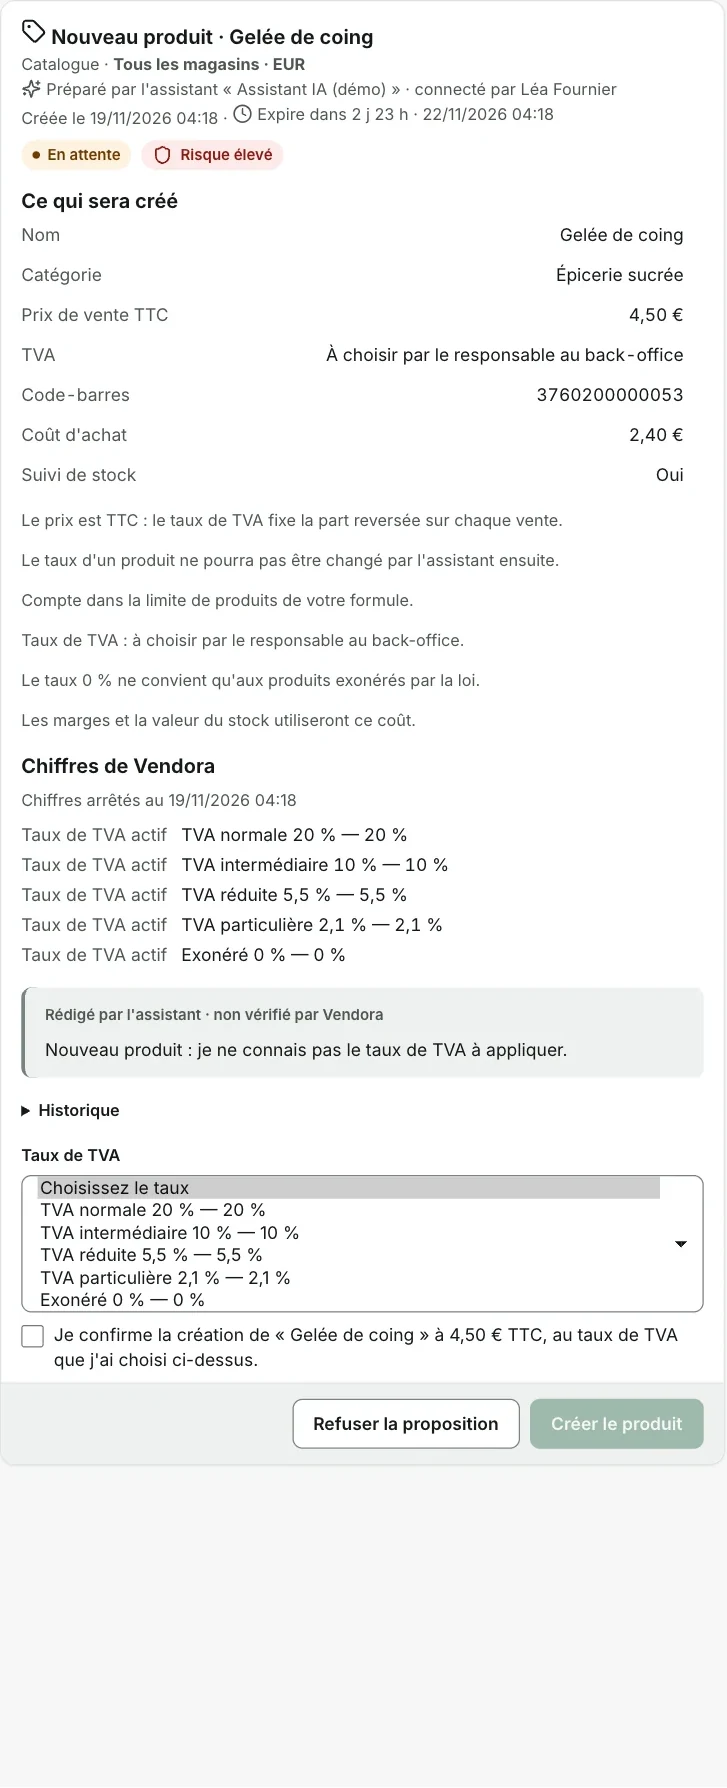 Nouveau produit · Gelée de coing
Catalogue · Tous les magasins · EUR
Préparé par l'assistant « Assistant IA (démo) » · connecté par Léa Fournier
Créée le 19/11/2026 04:18 · Expire dans 2 j 23 h · 22/11/2026 04:18
En attente Risque élevé
Ce qui sera créé
Nom Gelée de coing
Catégorie Épicerie sucrée
Prix de vente TTC 4,50 €
TVA À choisir par le responsable au back-office
Code-barres 3760200000053
Coût d'achat 2,40 €
Suivi de stock Oui
Le prix est TTC : le taux de TVA fixe la part reversée sur chaque vente.
Le taux d'un produit ne pourra pas être changé par l'assistant ensuite.
Compte dans la limite de produits de votre formule.
Taux de TVA : à choisir par le responsable au back-office.
Le taux 0 % ne convient qu'aux produits exonérés par la loi.
Les marges et la valeur du stock utiliseront ce coût.
Chiffres de Vendora
Chiffres arrêtés au 19/11/2026 04:18
Taux de TVA actif TVA normale 20 % — 20 %
Taux de TVA actif TVA intermédiaire 10 % — 10 %
Taux de TVA actif TVA réduite 5,5 % — 5,5 %
Taux de TVA actif TVA particulière 2,1 % — 2,1 %
Taux de TVA actif Exonéré 0 % — 0 %
Rédigé par l'assistant · non vérifié par Vendora
Nouveau produit : je ne connais pas le taux de TVA à appliquer.
Historique
Taux de TVA
Choisissez le taux
TVA normale 20 % — 20 %
TVA intermédiaire 10 % — 10 %
TVA réduite 5,5 % — 5,5 %
TVA particulière 2,1 % — 2,1 %
Exonéré 0 % — 0 %
Je confirme la création de « Gelée de coing » à 4,50 € TTC, au taux de TVA
que j'ai choisi ci-dessus.
Refuser la proposition Créer le produit